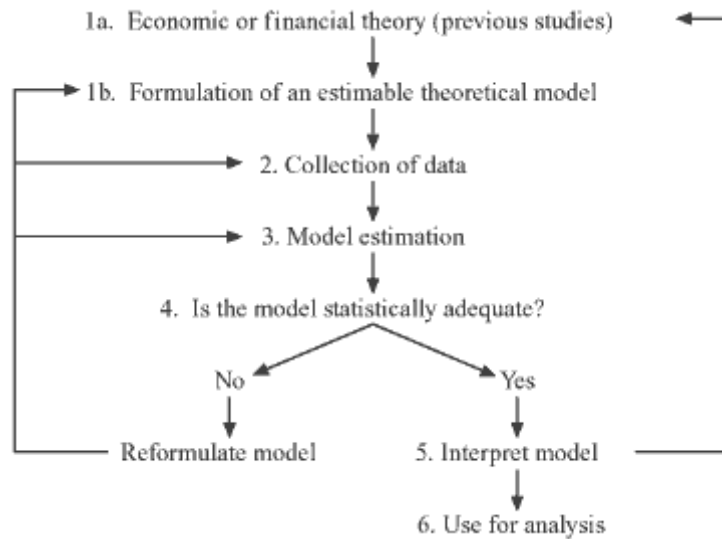 1a. Economic or financial theory (previous studies)
1b. Formulation of an estimable theoretical model
2. Collection of data
3. Model estimation
4. Is the model statistically adequate?
No
Yes
Reformulate model
5. Interpret model
6. Use for analysis